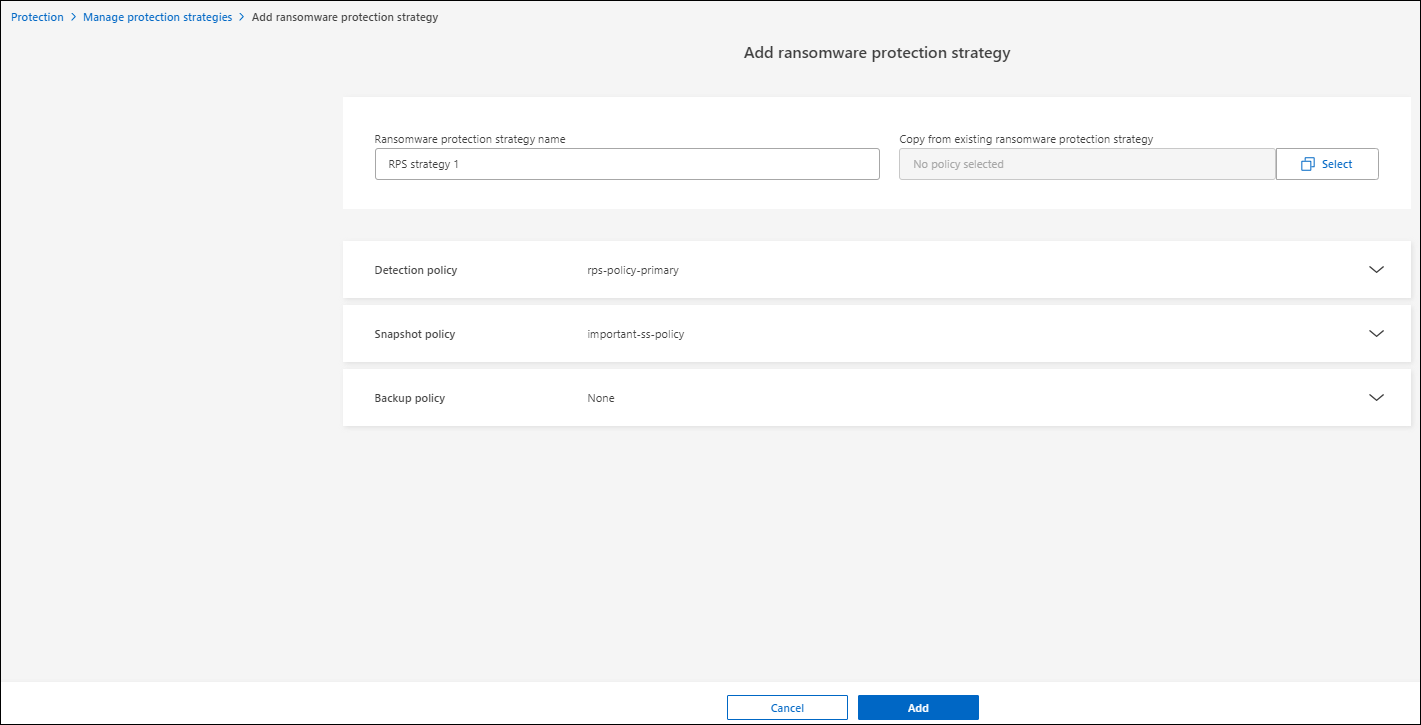 Protection > Manage protection strategies > Add ransomware protection strategy
Add ransomware protection strategy
Ransomware protection strategy name
RPS strategy 1
Copy from existing ransomware protection strategy
No policy selected
Select
Detection policy rps-policy-primary
Snapshot policy important-ss-policy
Backup policy None
Cancel
Add